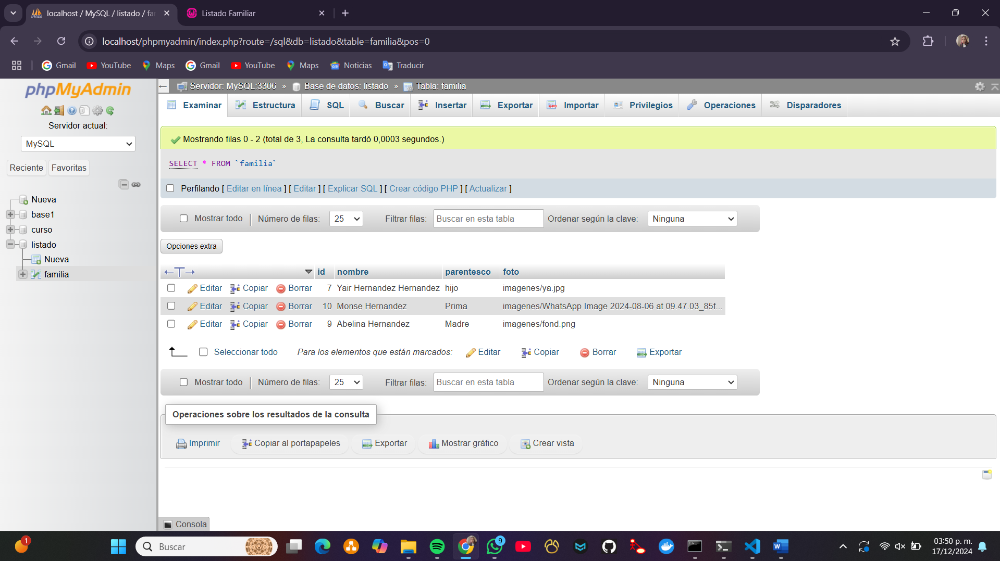 localhost / MySQL / listado / fa
Listado Familiar
localhost/phpmyadmin/index.php?route=/sql&db=listado&table=familia&pos=0
Gmail YouTube Maps Gmail YouTube Maps Noticias Traducir
phpMyAdmin
Servidor actual:
MySQL
Reciente Favoritas
Nueva
base1
curso
listado
Nueva
familia
Servidor: MySQL:3306 » Base de datos: listado » Tabla: familia
Examinar Estructura SQL Buscar Insertar Exportar Importar Privilegios Operaciones Disparadores
Mostrando filas 0 - 2 (total de 3, La consulta tardó 0,0003 segundos.)
SELECT * FROM `familia`
Perfilando [ Editar en línea ] [ Editar ] [ Explicar SQL ] [ Crear código PHP ] [ Actualizar ]
Mostrar todo Número de filas: 25 Filtrar filas: Buscar en esta tabla Ordenar según la clave: Ninguna
Opciones extra
id nombre parentesco foto
Editar Copiar Borrar 7 Yair Hernandez Hernandez hijo imagenes/ya.jpg
Editar Copiar Borrar 10 Monse Hernandez Prima imagenes/WhatsApp Image 2024-08-06 at 09.47.03_85f...
Editar Copiar Borrar 9 Abelina Hernandez Madre imagenes/fond.png
Seleccionar todo Para los elementos que están marcados: Editar Copiar Borrar Exportar
Mostrar todo Número de filas: 25 Filtrar filas: Buscar en esta tabla Ordenar según la clave: Ninguna
Operaciones sobre los resultados de la consulta
Imprimir Copiar al portapapeles Exportar Mostrar gráfico Crear vista
Consola
1
Buscar
9
03:50 p. m.
17/12/2024